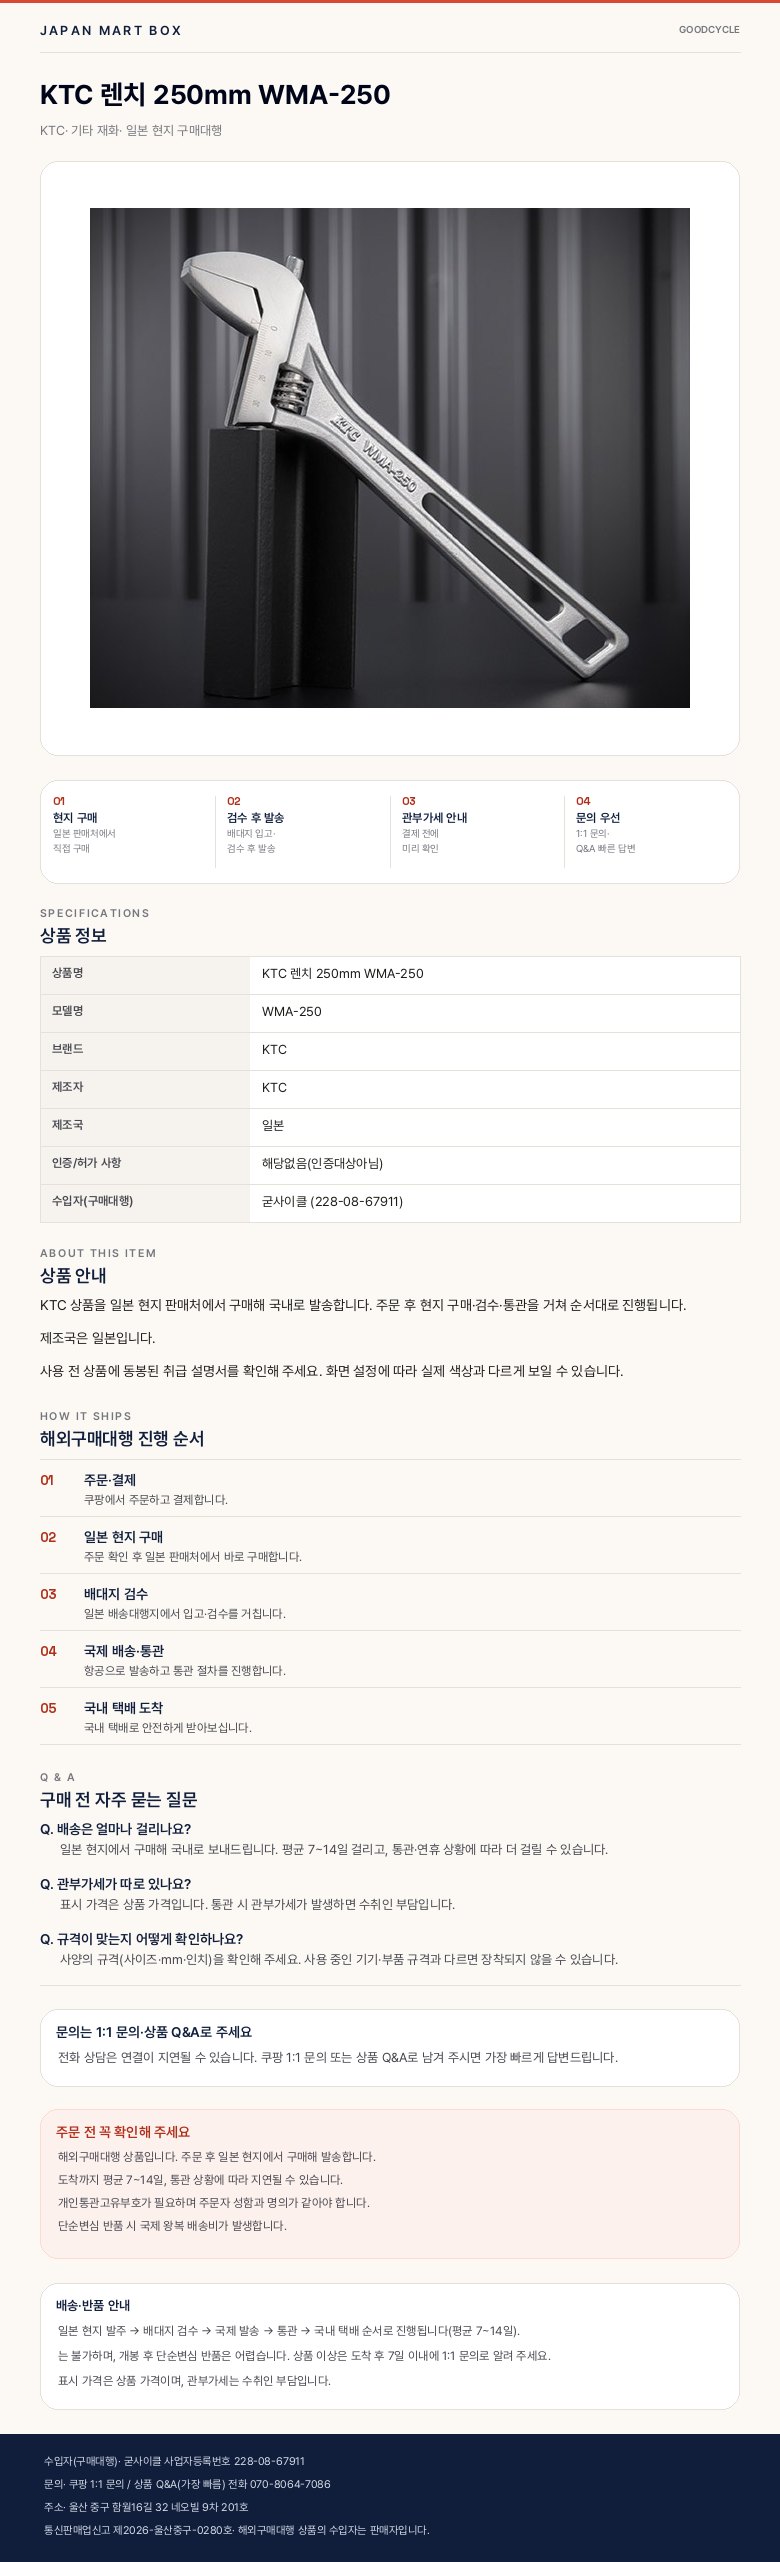 JAPAN MART BOX
GOODCYCLE
KTC 렌치 250mm WMA-250
KTC· 기타 재화· 일본 현지 구매대행
KTC WMA-250
0
10
20
30
01
현지 구매
일본 판매처에서
직접 구매
02
검수 후 발송
배대지 입고·
검수 후 발송
03
관부가세 안내
결제 전에
미리 확인
04
문의 우선
1:1 문의·
Q&A 빠른 답변
SPECIFICATIONS
상품 정보
상품명 KTC 렌치 250mm WMA-250
모델명 WMA-250
브랜드 KTC
제조자 KTC
제조국 일본
인증/허가 사항 해당없음(인증대상아님)
수입자(구매대행) 굳사이클 (228-08-67911)
ABOUT THIS ITEM
상품 안내
KTC 상품을 일본 현지 판매처에서 구매해 국내로 발송합니다. 주문 후 현지 구매·검수·통관을 거쳐 순서대로 진행됩니다.
제조국은 일본입니다.
사용 전 상품에 동봉된 취급 설명서를 확인해 주세요. 화면 설정에 따라 실제 색상과 다르게 보일 수 있습니다.
HOW IT SHIPS
해외구매대행 진행 순서
01 주문·결제
쿠팡에서 주문하고 결제합니다.
02 일본 현지 구매
주문 확인 후 일본 판매처에서 바로 구매합니다.
03 배대지 검수
일본 배송대행지에서 입고·검수를 거칩니다.
04 국제 배송·통관
항공으로 발송하고 통관 절차를 진행합니다.
05 국내 택배 도착
국내 택배로 안전하게 받아보십니다.
Q & A
구매 전 자주 묻는 질문
Q. 배송은 얼마나 걸리나요?
일본 현지에서 구매해 국내로 보내드립니다. 평균 7~14일 걸리고, 통관·연휴 상황에 따라 더 걸릴 수 있습니다.
Q. 관부가세가 따로 있나요?
표시 가격은 상품 가격입니다. 통관 시 관부가세가 발생하면 수취인 부담입니다.
Q. 규격이 맞는지 어떻게 확인하나요?
사양의 규격(사이즈·mm·인치)을 확인해 주세요. 사용 중인 기기·부품 규격과 다르면 장착되지 않을 수 있습니다.
문의는 1:1 문의·상품 Q&A로 주세요
전화 상담은 연결이 지연될 수 있습니다. 쿠팡 1:1 문의 또는 상품 Q&A로 남겨 주시면 가장 빠르게 답변드립니다.
주문 전 꼭 확인해 주세요
해외구매대행 상품입니다. 주문 후 일본 현지에서 구매해 발송합니다.
도착까지 평균 7~14일, 통관 상황에 따라 지연될 수 있습니다.
개인통관고유부호가 필요하며 주문자 성함과 명의가 같아야 합니다.
단순변심 반품 시 국제 왕복 배송비가 발생합니다.
배송·반품 안내
일본 현지 발주 → 배대지 검수 → 국제 발송 → 통관 → 국내 택배 순서로 진행됩니다(평균 7~14일).
는 불가하며, 개봉 후 단순변심 반품은 어렵습니다. 상품 이상은 도착 후 7일 이내에 1:1 문의로 알려 주세요.
표시 가격은 상품 가격이며, 관부가세는 수취인 부담입니다.
수입자(구매대행)· 굳사이클 사업자등록번호 228-08-67911
문의· 쿠팡 1:1 문의 / 상품 Q&A(가장 빠름) 전화 070-8064-7086
주소· 울산 중구 함월16길 32 네오빌 9차 201호
통신판매업신고 제2026-울산중구-0280호· 해외구매대행 상품의 수입자는 판매자입니다.